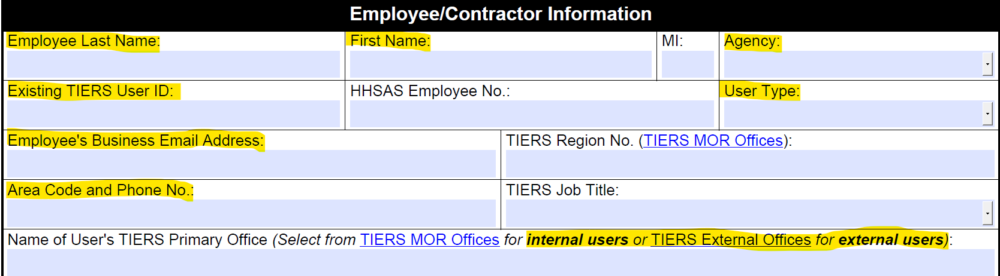 Employee/Contractor Information
Employee Last Name: First Name: MI: Agency:
Existing TIERS User ID: HHSAS Employee No.: User Type:
Employee's Business Email Address: TIERS Region No. (TIERS MOR Offices):
Area Code and Phone No.: TIERS Job Title:
Name of User's TIERS Primary Office (Select from TIERS MOR Offices for internal users or TIERS External Offices for external users):